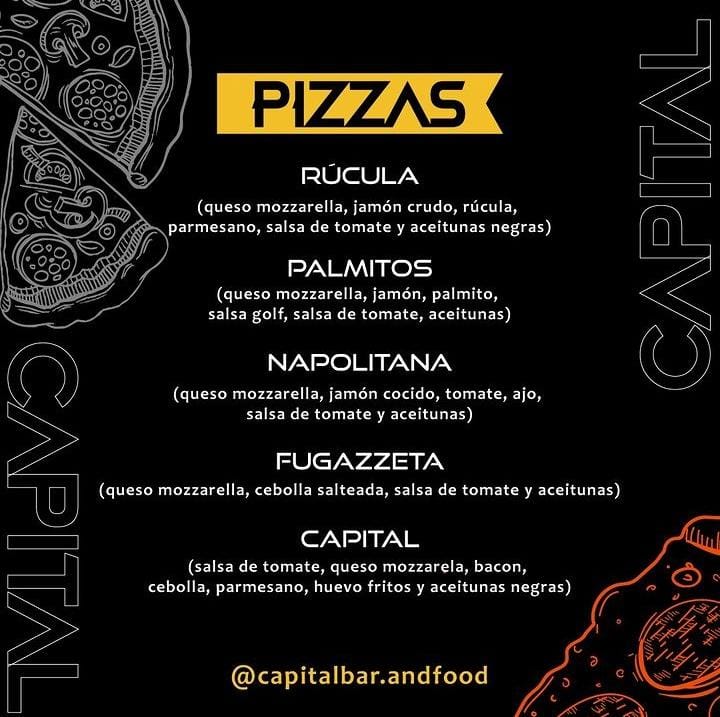 CAPITAL
PIZZAS
RÚCULA
(queso mozzarella, jamón crudo, rúcula,
parmesano, salsa de tomate y aceitunas negras)
PALMITOS
(queso mozzarella, jamón, palmito,
salsa golf, salsa de tomate, aceitunas)
NAPOLITANA
(queso mozzarella, jamón cocido, tomate, ajo,
salsa de tomate y aceitunas)
FUGAZZETA
(queso mozzarella, cebolla salteada, salsa de tomate y aceitunas)
CAPITAL
(salsa de tomate, queso mozzarela, bacon,
cebolla, parmesano, huevo fritos y aceitunas negras)
CAPITAL
@capitalbar.andfood